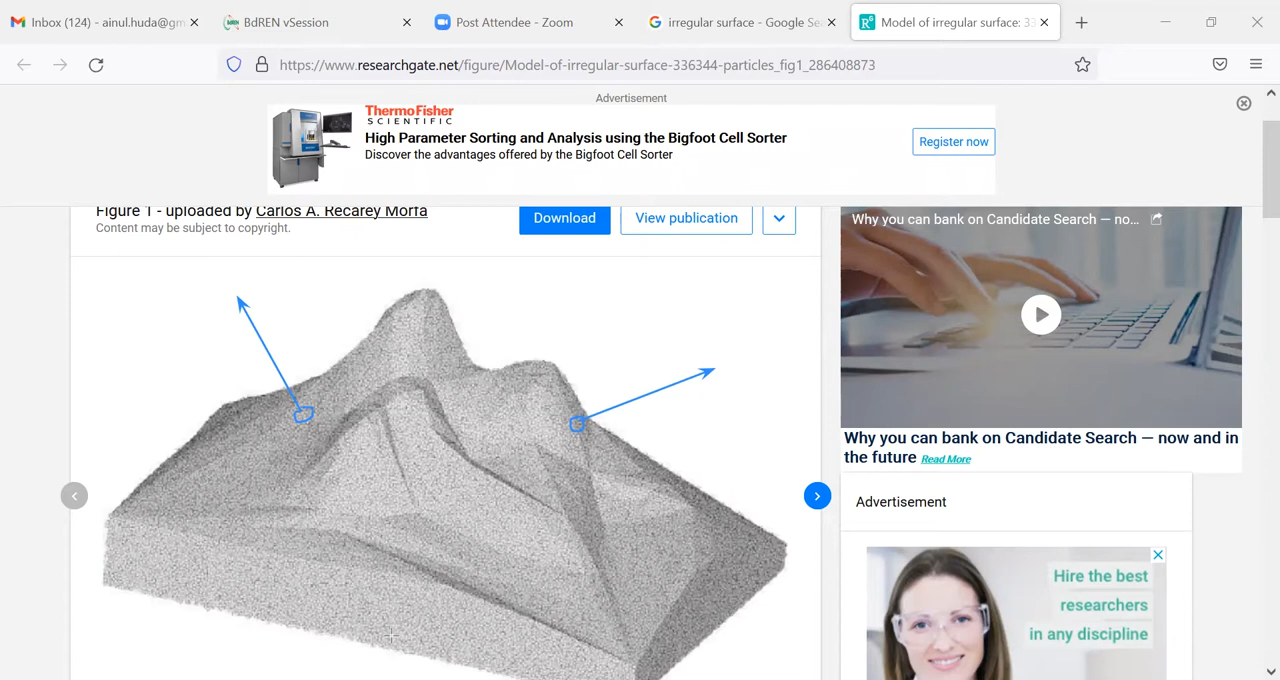 Inbox (124) - ainul.huda@gm
BdREN vSession
Post Attendee - Zoom
irregular surface - Google Sea
Model of irregular surface: 33
https://www.researchgate.net/figure/Model-of-irregular-surface-336344-particles_fig1_286408873
Advertisement
ThermoFisher
SCIENTIFIC
High Parameter Sorting and Analysis using the Bigfoot Cell Sorter
Discover the advantages offered by the Bigfoot Cell Sorter
Register now
Figure 1 - uploaded by Carlos A. Recarey Morfa
Content may be subject to copyright.
Download
View publication
Why you can bank on Candidate Search — no...
Why you can bank on Candidate Search — now and in
the future Read More
Advertisement
Hire the best
researchers
in any discipline